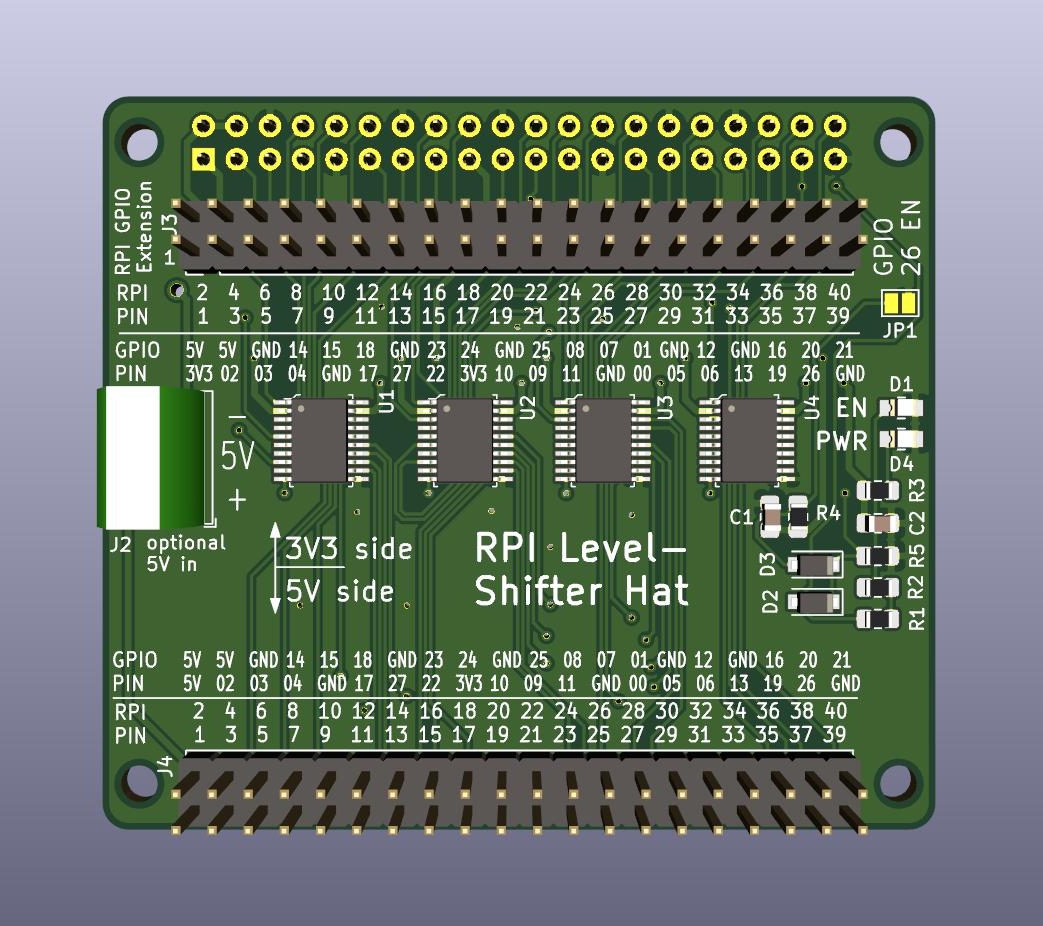 RPI GPIO
Extension
J3
1
GPIO
26 EN
RPI 2 4 6 8 10 12 14 16 18 20 22 24 26 28 30 32 34 36 38 40
PIN 1 3 5 7 9 11 13 15 17 19 21 23 25 27 29 31 33 35 37 39
JP1
GPIO 5V 5V GND 14 15 18 GND 23 24 GND 25 08 07 01 GND 12 GND 16 20 21
PIN 3V3 02 03 04 GND 17 27 22 3V3 10 09 11 GND 00 05 06 13 19 26 GND
D1
U1
U2
U3
U4
EN
PWR
D4
−
5V
+
R3
C1
R4
C2
J2 optional
5V in
3V3 side
5V side
RPI Level-
Shifter Hat
D3
R5
D2
R2
R1
GPIO 5V 5V GND 14 15 18 GND 23 24 GND 25 08 07 01 GND 12 GND 16 20 21
PIN 5V 02 03 04 GND 17 27 22 3V3 10 09 11 GND 00 05 06 13 19 26 GND
RPI 2 4 6 8 10 12 14 16 18 20 22 24 26 28 30 32 34 36 38 40
PIN 1 3 5 7 9 11 13 15 17 19 21 23 25 27 29 31 33 35 37 39
J4